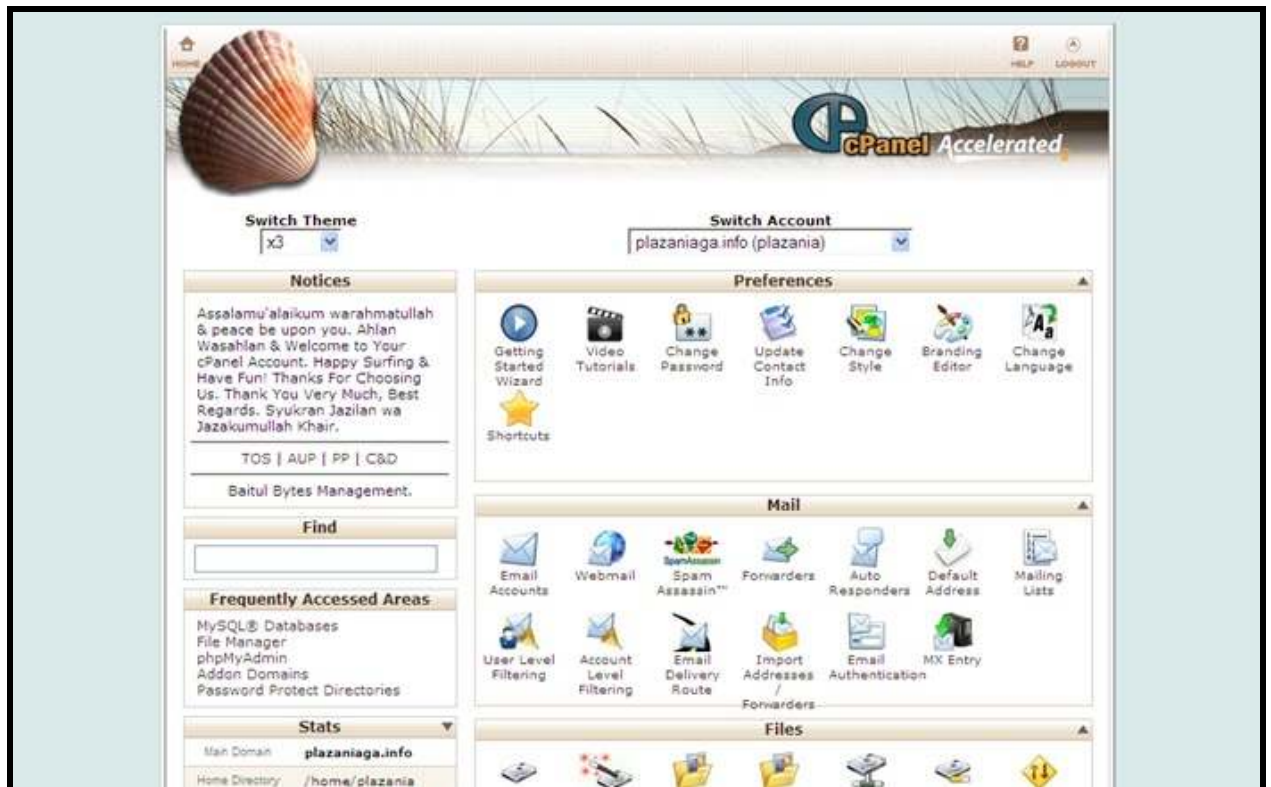 HOME
HELP
LOGOUT
cPanel Accelerated2
Switch Theme
x3
Switch Account
plazaniaga.info (plazania)
Notices
Assalamu'alaikum warahmatullah
& peace be upon you. Ahlan
Wasahlan & Welcome to Your
cPanel Account. Happy Surfing &
Have Fun! Thanks For Choosing
Us. Thank You Very Much, Best
Regards. Syukran Jazilan wa
Jazakumullah Khair.
TOS | AUP | PP | C&D
Baitul Bytes Management.
Find
Frequently Accessed Areas
MySQL® Databases
File Manager
phpMyAdmin
Addon Domains
Password Protect Directories
Stats
Main Domain plazaniaga.info
Home Directory /home/plazania
Preferences
Getting
Started
Wizard
Video
Tutorials
Change
Password
Update
Contact
Info
Change
Style
Branding
Editor
Change
Language
Shortcuts
Mail
Email
Accounts
Webmail
SpamAssassin
Spam
Assassin™
Forwarders
Auto
Responders
Default
Address
Mailing
Lists
User Level
Filtering
Account
Level
Filtering
Email
Delivery
Route
Import
Addresses
/
Forwarders
Email
Authentication
MX Entry
Files